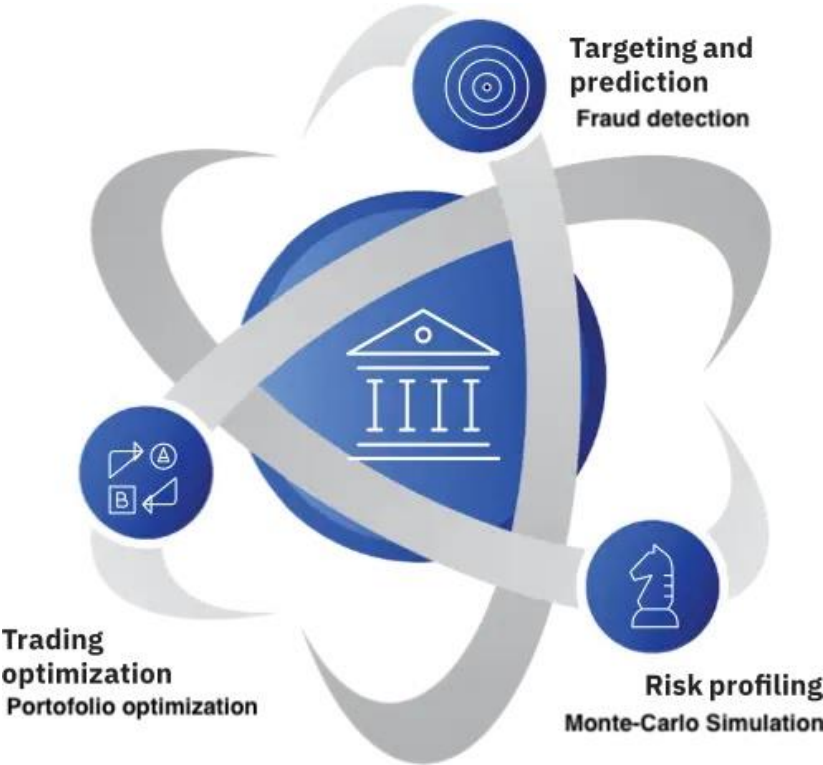 Targeting and
prediction
Fraud detection
A
B
Trading
optimization
Portofolio optimization
Risk profiling
Monte-Carlo Simulation